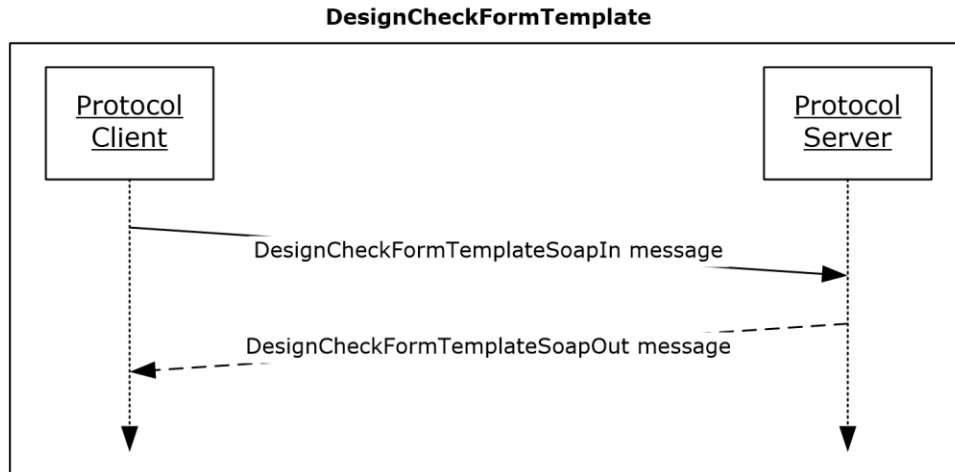 DesignCheckFormTemplate
Protocol
Client
Protocol
Server
DesignCheckFormTemplateSoapIn message
DesignCheckFormTemplateSoapOut message